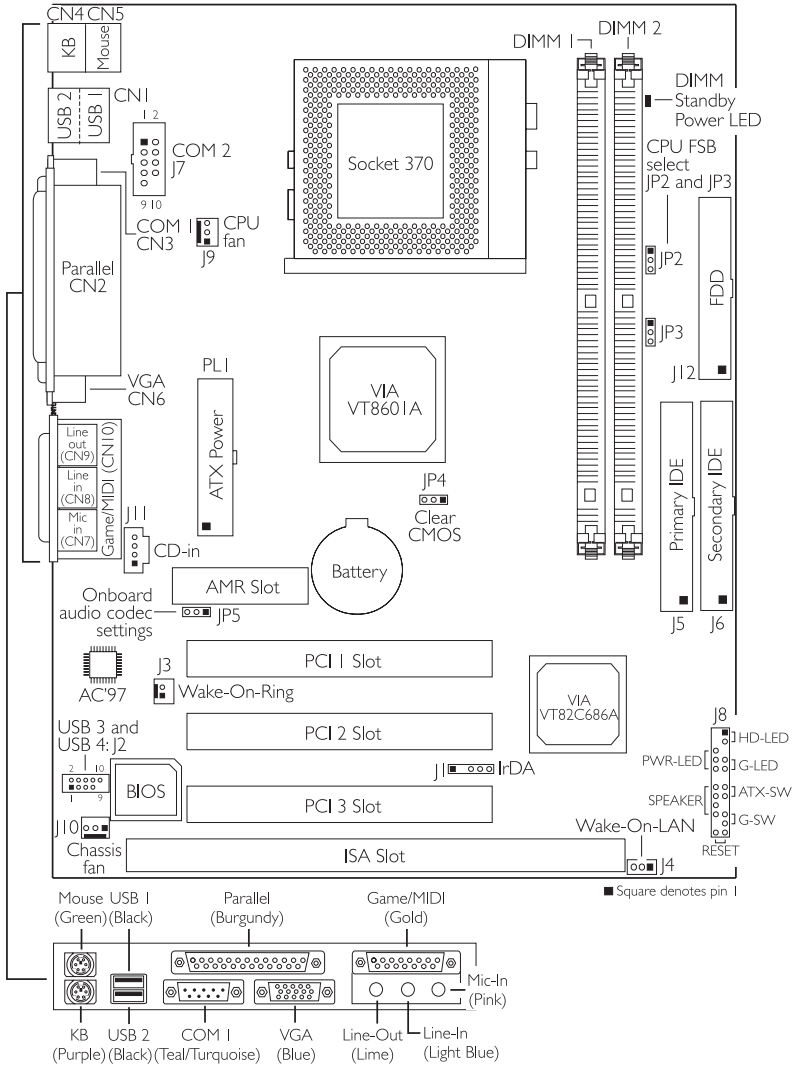 CN4 CN5
KB
Mouse
USB 2
USB 1
CN1
1 2
COM 2
J7
9 10
COM 1
CN3
CPU
fan
J9
Parallel
CN2
VGA
CN6
Line
out
(CN9)
Line
in
(CN8)
Mic
in
(CN7)
Game/MIDI (CN10)
J11
CD-in
PL1
ATX Power
Socket 370
DIMM 1
DIMM 2
DIMM
Standby
Power LED
CPU FSB
select
JP2 and JP3
JP2
JP3
FDD
J12
VIA
VT8601A
JP4
Clear
CMOS
Battery
Primary IDE
J5
Secondary IDE
J6
AMR Slot
Onboard
audio codec
settings
JP5
AC'97
J3
Wake-On-Ring
PCI 1 Slot
PCI 2 Slot
PCI 3 Slot
VIA
VT82C686A
USB 3 and
USB 4: J2
2 10
1 9
BIOS
J1
IrDA
J10
Chassis
fan
ISA Slot
Wake-On-LAN
J4
J8
HD-LED
PWR-LED
G-LED
ATX-SW
SPEAKER
G-SW
RESET
Square denotes pin 1
Mouse
(Green)
USB 1
(Black)
Parallel
(Burgundy)
Game/MIDI
(Gold)
Mic-In
(Pink)
KB
(Purple)
USB 2
(Black)
COM 1
(Teal/Turquoise)
VGA
(Blue)
Line-Out
(Lime)
Line-In
(Light Blue)